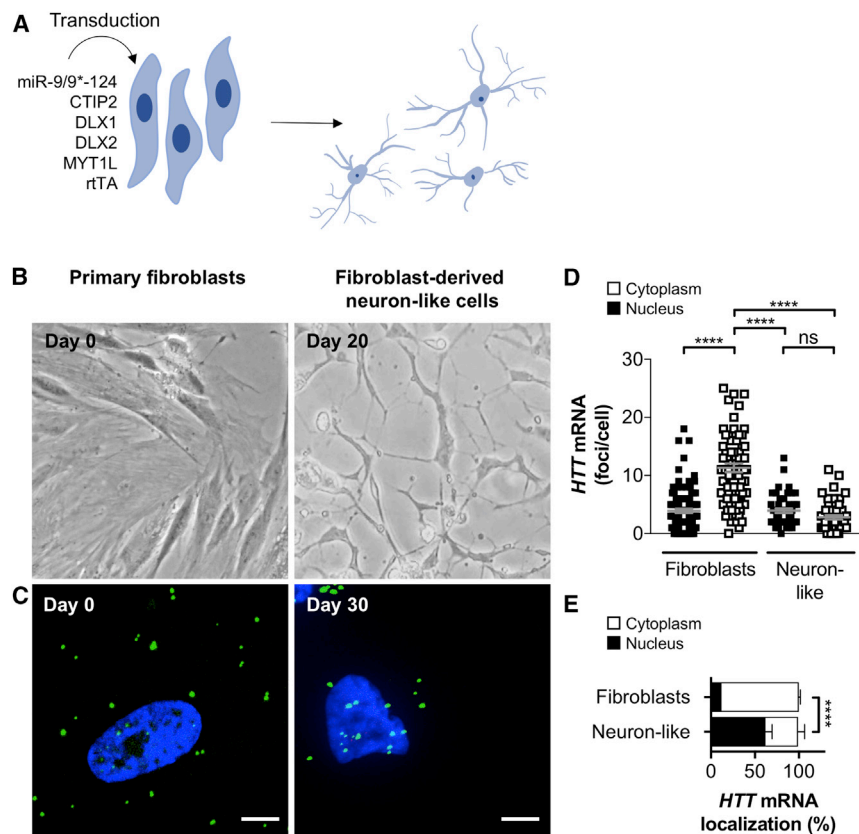 A
Transduction
miR-9/9*-124
CTIP2
DLX1
DLX2
MYT1L
rtTA
B
Primary fibroblasts
Fibroblast-derived
neuron-like cells
Day 0
Day 20
C
Day 0
Day 30
D
Cytoplasm
Nucleus
****
****
****
ns
HTT mRNA
(foci/cell)
30
20
10
0
Fibroblasts
Neuron-
like
E
Cytoplasm
Nucleus
Fibroblasts
Neuron-like
****
0 50 100
HTT mRNA
localization (%)